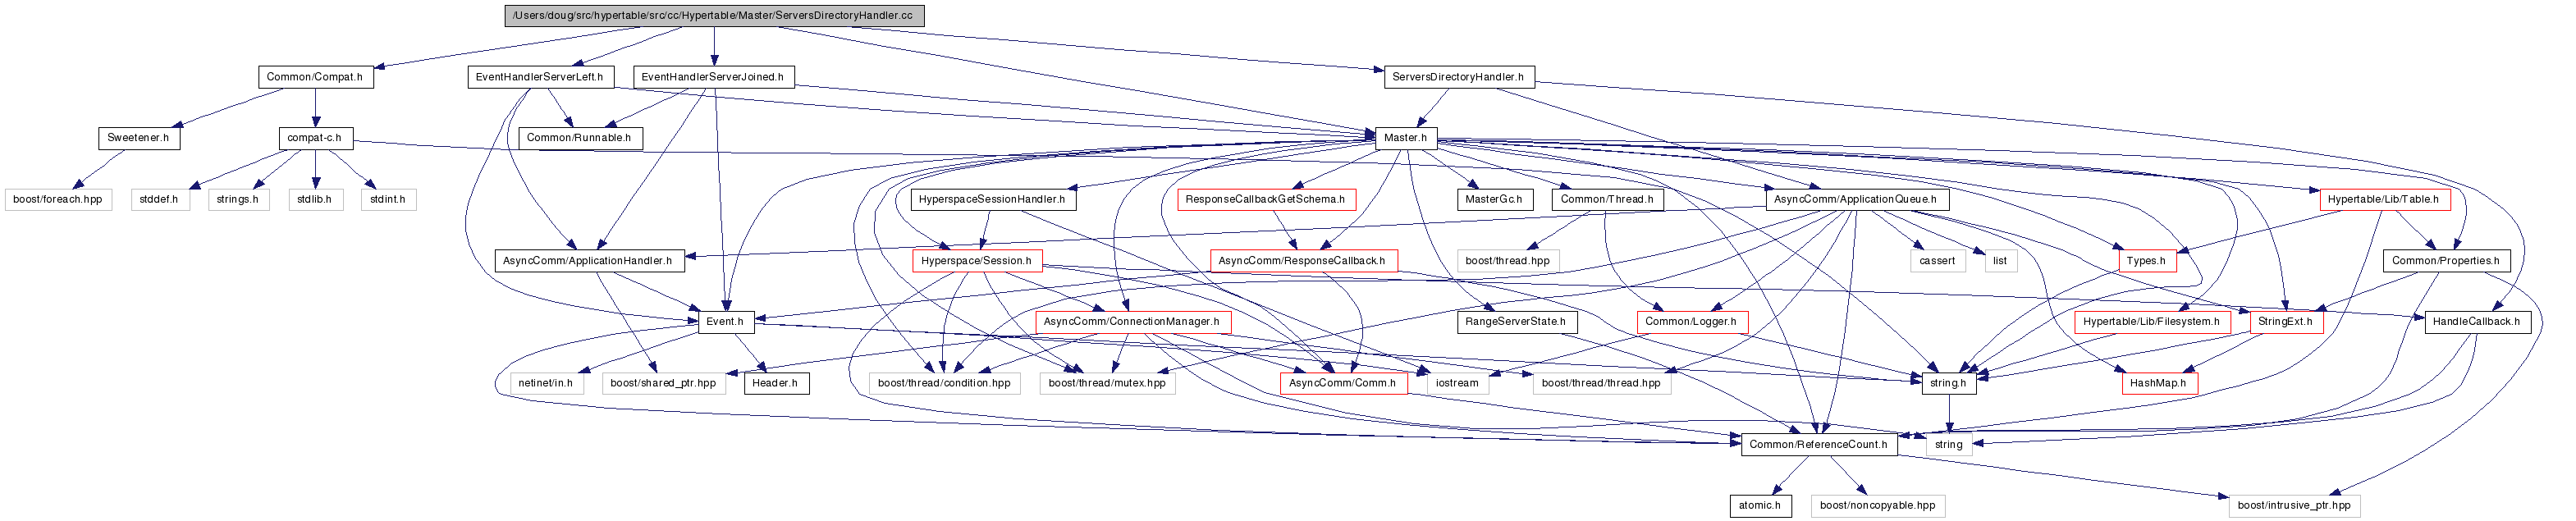 /Users/doug/src/hypertable/src/cc/Hypertable/Master/ServersDirectoryHandler.cc
Common/Compat.h
EventHandlerServerLeft.h
EventHandlerServerJoined.h
ServersDirectoryHandler.h
Sweetener.h
compat-c.h
Common/Runnable.h
Master.h
boost/foreach.hpp
stddef.h
strings.h
stdlib.h
stdint.h
HyperspaceSessionHandler.h
ResponseCallbackGetSchema.h
MasterGc.h
Common/Thread.h
AsyncComm/ApplicationQueue.h
Hypertable/Lib/Table.h
AsyncComm/ApplicationHandler.h
Hyperspace/Session.h
AsyncComm/ResponseCallback.h
boost/thread.hpp
cassert
list
Types.h
Common/Properties.h
Event.h
AsyncComm/ConnectionManager.h
RangeServerState.h
Common/Logger.h
Hypertable/Lib/Filesystem.h
StringExt.h
HandleCallback.h
netinet/in.h
boost/shared_ptr.hpp
Header.h
boost/thread/condition.hpp
boost/thread/mutex.hpp
AsyncComm/Comm.h
iostream
boost/thread/thread.hpp
string.h
HashMap.h
Common/ReferenceCount.h
string
atomic.h
boost/noncopyable.hpp
boost/intrusive_ptr.hpp